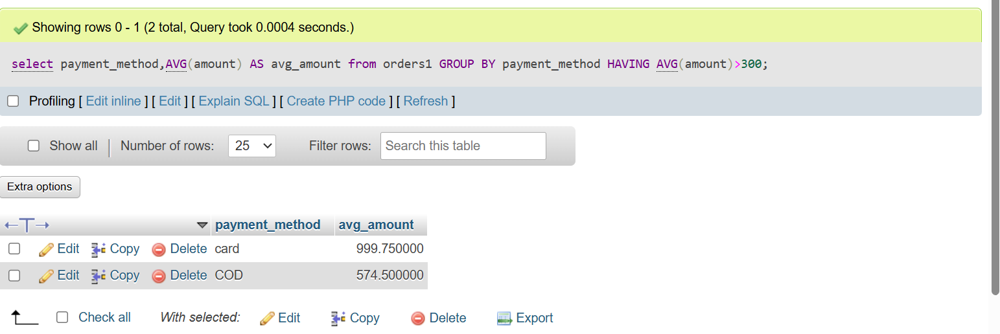 Showing rows 0 - 1 (2 total, Query took 0.0004 seconds.)
select payment_method,AVG(amount) AS avg_amount from orders1 GROUP BY payment_method HAVING AVG(amount)>300;
Profiling [ Edit inline ] [ Edit ] [ Explain SQL ] [ Create PHP code ] [ Refresh ]
Show all Number of rows: 25 Filter rows: Search this table
Extra options
payment_method avg_amount
Edit Copy Delete card 999.750000
Edit Copy Delete COD 574.500000
Check all With selected: Edit Copy Delete Export